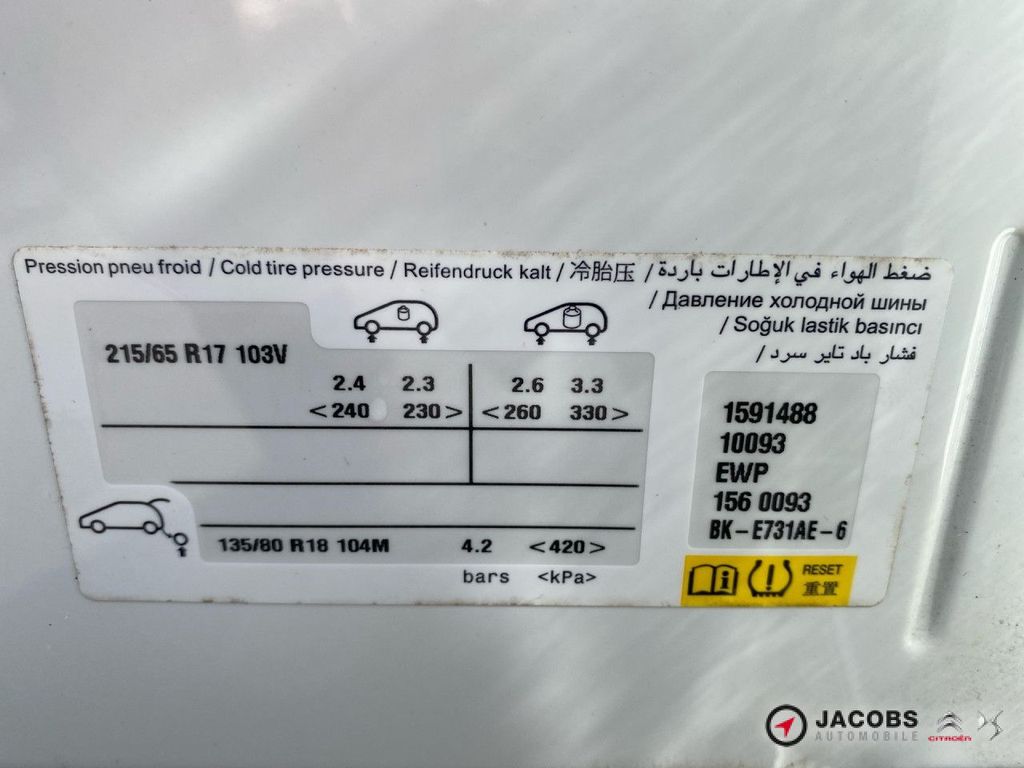 Pression pneu froid / Cold tire pressure / Reifendruck kalt / 冷胎压 / ضغط الهواء في الإطارات باردة
/ Давление холодной шины
/ Soğuk lastik basıncı
/ فشار باد تایر سرد
215/65 R17 103V
2.4 2.3 2.6 3.3
<240 230> <260 330>
135/80 R18 104M 4.2 <420>
bars <kPa>
1591488
10093
EWP
156 0093
BK-E731AE-6
RESET
重置
JACOBS
AUTOMOBILE
CITROËN